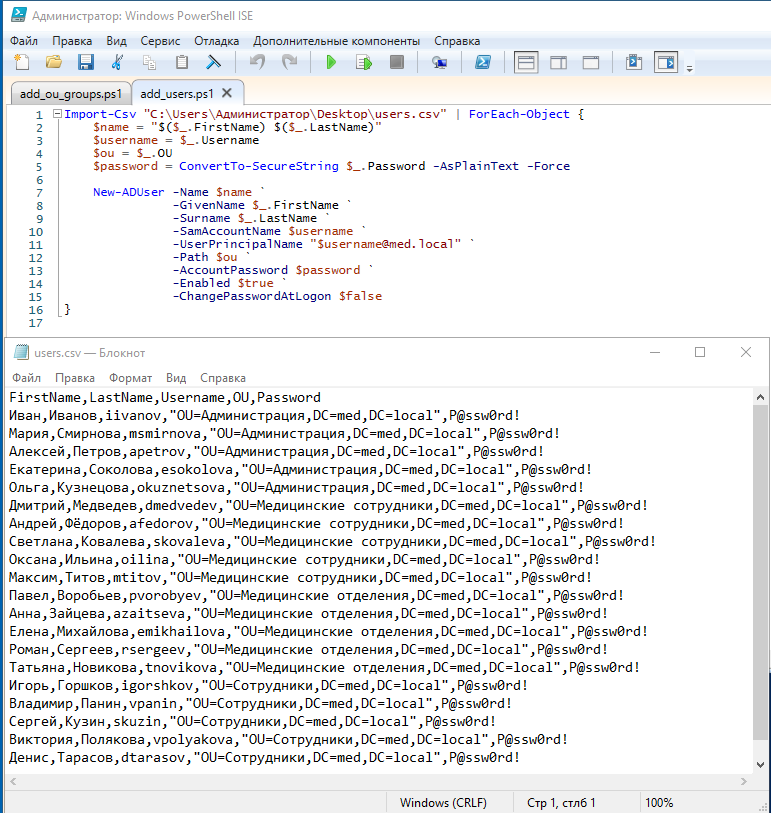 Администратор: Windows PowerShell ISE
Файл Правка Вид Сервис Отладка Дополнительные компоненты Справка
add_ou_groups.ps1 add_users.ps1
1 Import-Csv "C:\Users\Администратор\Desktop\users.csv" | ForEach-Object {
2 $name = "$($_.FirstName) $($_.LastName)"
3 $username = $_.Username
4 $ou = $_.OU
5 $password = ConvertTo-SecureString $_.Password -AsPlainText -Force
6
7 New-ADUser -Name $name `
8 -GivenName $_.FirstName `
9 -Surname $_.LastName `
10 -SamAccountName $username `
11 -UserPrincipalName "$username@med.local" `
12 -Path $ou `
13 -AccountPassword $password `
14 -Enabled $true `
15 -ChangePasswordAtLogon $false
16 }
17
users.csv — Блокнот
Файл Правка Формат Вид Справка
FirstName,LastName,Username,OU,Password
Иван,Иванов,iivanov,"OU=Администрация,DC=med,DC=local",P@ssw0rd!
Мария,Смирнова,msmirnova,"OU=Администрация,DC=med,DC=local",P@ssw0rd!
Алексей,Петров,apetrov,"OU=Администрация,DC=med,DC=local",P@ssw0rd!
Екатерина,Соколова,esokolova,"OU=Администрация,DC=med,DC=local",P@ssw0rd!
Ольга,Кузнецова,okuznetsova,"OU=Администрация,DC=med,DC=local",P@ssw0rd!
Дмитрий,Медведев,dmedvedev,"OU=Медицинские сотрудники,DC=med,DC=local",P@ssw0rd!
Андрей,Фёдоров,afedorov,"OU=Медицинские сотрудники,DC=med,DC=local",P@ssw0rd!
Светлана,Ковалева,skovaleva,"OU=Медицинские сотрудники,DC=med,DC=local",P@ssw0rd!
Оксана,Ильина,oilina,"OU=Медицинские сотрудники,DC=med,DC=local",P@ssw0rd!
Максим,Титов,mtitov,"OU=Медицинские сотрудники,DC=med,DC=local",P@ssw0rd!
Павел,Воробьев,pvorobyev,"OU=Медицинские отделения,DC=med,DC=local",P@ssw0rd!
Анна,Зайцева,azaitseva,"OU=Медицинские отделения,DC=med,DC=local",P@ssw0rd!
Елена,Михайлова,emikhailova,"OU=Медицинские отделения,DC=med,DC=local",P@ssw0rd!
Роман,Сергеев,rsergeev,"OU=Медицинские отделения,DC=med,DC=local",P@ssw0rd!
Татьяна,Новикова,tnovikova,"OU=Медицинские отделения,DC=med,DC=local",P@ssw0rd!
Игорь,Горшков,igorshkov,"OU=Сотрудники,DC=med,DC=local",P@ssw0rd!
Владимир,Панин,vpanin,"OU=Сотрудники,DC=med,DC=local",P@ssw0rd!
Сергей,Кузин,skuzin,"OU=Сотрудники,DC=med,DC=local",P@ssw0rd!
Виктория,Полякова,vpolyakova,"OU=Сотрудники,DC=med,DC=local",P@ssw0rd!
Денис,Тарасов,dtarasov,"OU=Сотрудники,DC=med,DC=local",P@ssw0rd!
Windows (CRLF) Стр 1, стлб 1 100%